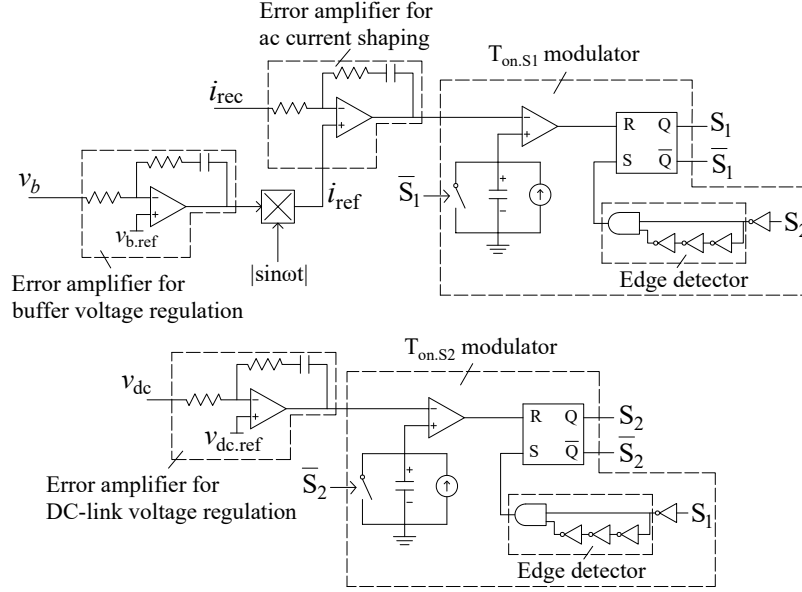 Error amplifier for
ac current shaping
T_on.S1 modulator
i_rec
−
+
−
+
R Q S_1
S Q̅ S̅_1
+
−
S̅_1
v_b
−
+
v_b.ref
i_ref
|sinωt|
S_2
Edge detector
Error amplifier for
buffer voltage regulation
T_on.S2 modulator
v_dc
−
+
v_dc.ref
−
+
R Q S_2
S Q̅ S̅_2
+
−
S̅_2
Error amplifier for
DC-link voltage regulation
S_1
Edge detector